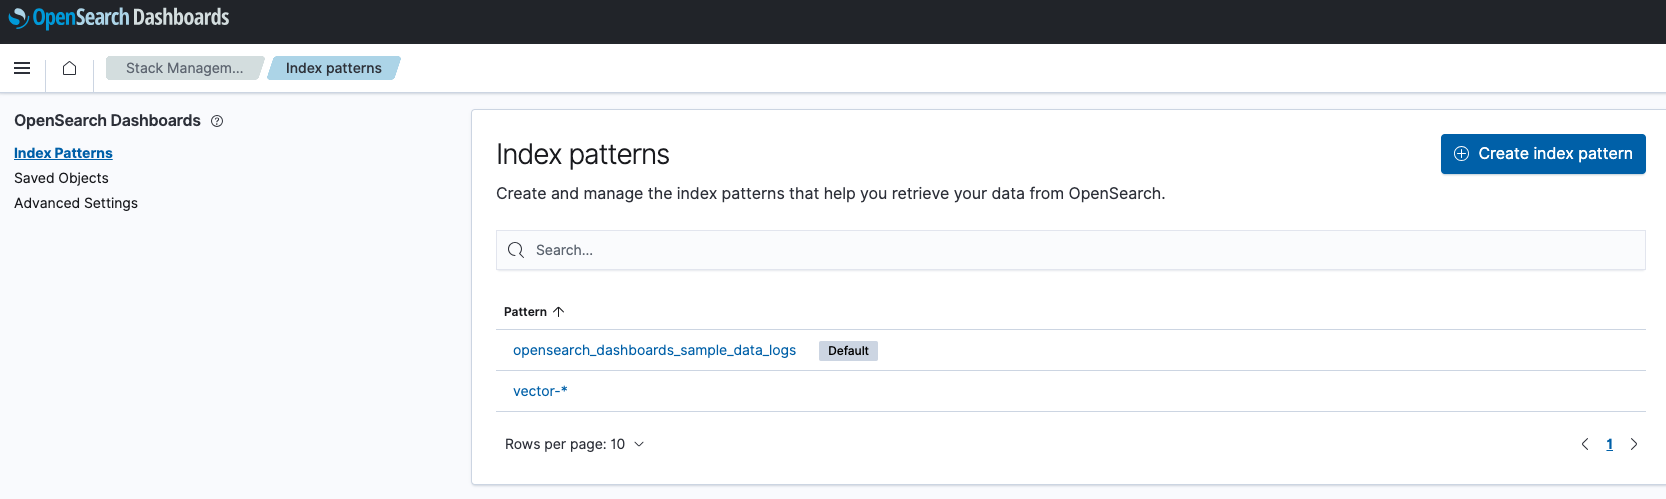 OpenSearch Dashboards
Stack Managem...
Index patterns
OpenSearch Dashboards
Index Patterns
Saved Objects
Advanced Settings
Index patterns
Create index pattern
Create and manage the index patterns that help you retrieve your data from OpenSearch.
Search...
Pattern
opensearch_dashboards_sample_data_logs Default
vector-*
Rows per page: 10
1